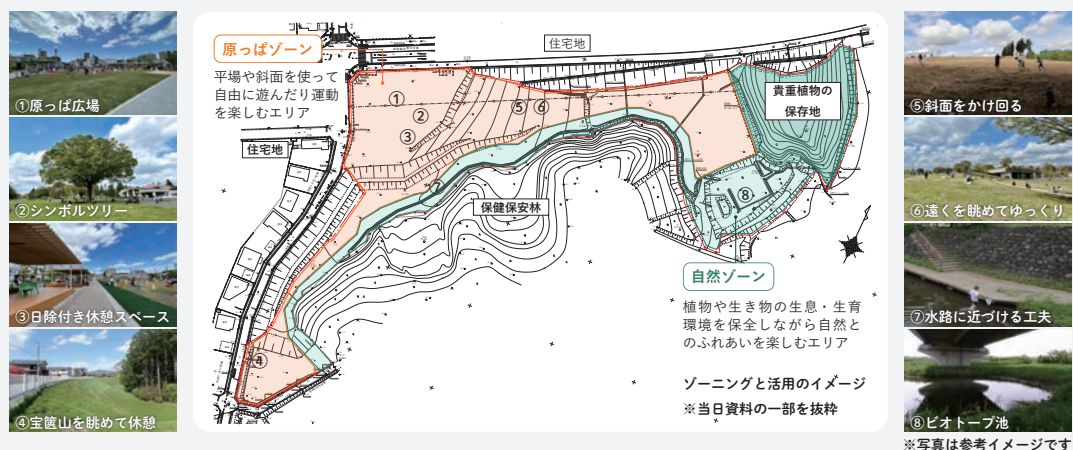 ①原っぱ広場
②シンボルツリー
③日除付き休憩スペース
④宝篋山を眺めて休憩
原っぱゾーン
平場や斜面を使って
自由に遊んだり運動
を楽しむエリア
住宅地
住宅地
①
②
③
⑤ ⑥
⑦
④
⑧
貴重植物の
保存地
保健保安林
自然ゾーン
植物や生き物の生息・生育
環境を保全しながら自然と
のふれあいを楽しむエリア
ゾーニングと活用のイメージ
※当日資料の一部を抜粋
⑤斜面をかけ回る
⑥遠くを眺めてゆっくり
⑦水路に近づける工夫
⑧ビオトープ池
※写真は参考イメージです